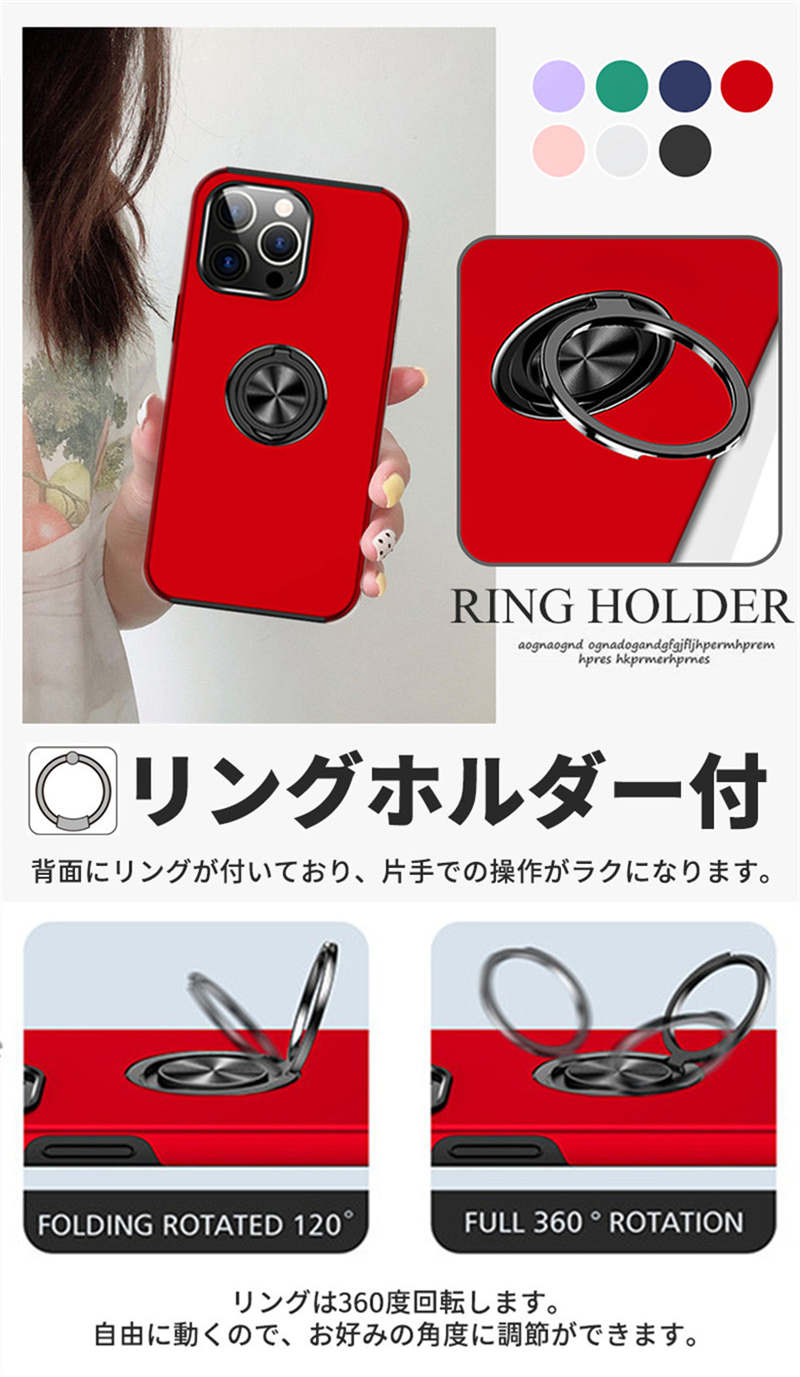 RING HOLDER
aognaognd ognadogandgfgjfljhpermhprem
hpres hkprmerhprnes
リングホルダー付
背面にリングが付いており、片手での操作がラクになります。
FOLDING ROTATED 120°
FULL 360 ° ROTATION
リングは360度回転します。
自由に動くので、お好みの角度に調節ができます。